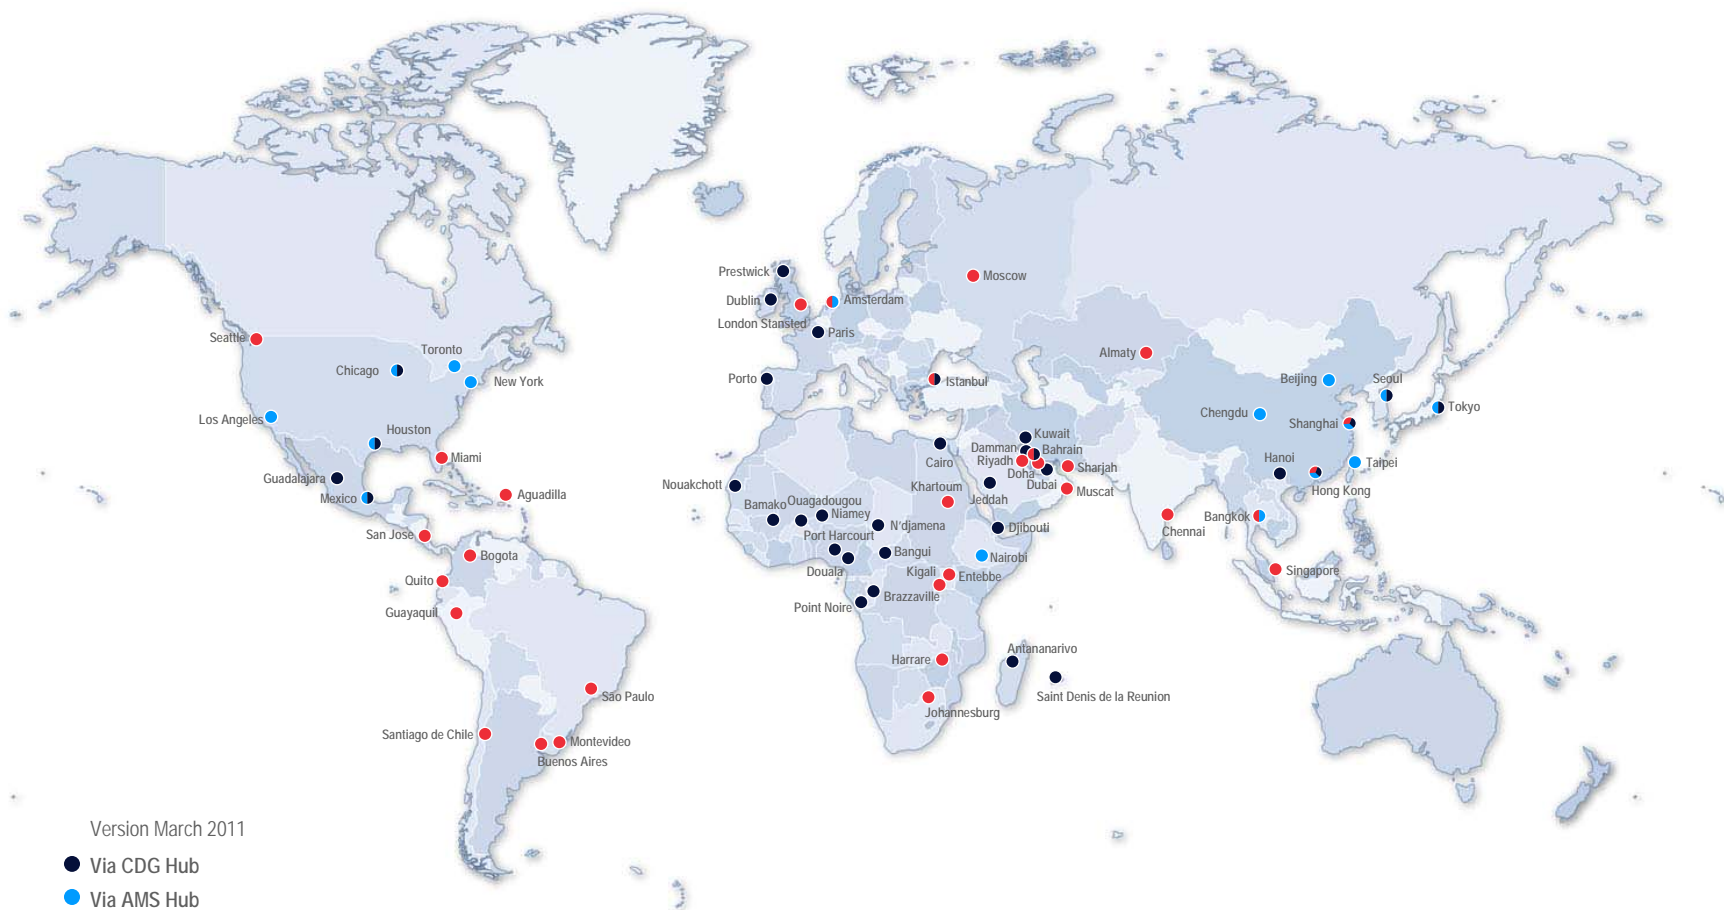 Prestwick
Moscow
Dublin
Amsterdam
London Stansted
Paris
Seattle
Toronto
Almaty
Chicago
New York
Porto
Istanbul
Beijing
Seoul
Los Angeles
Chengdu
Tokyo
Houston
Shanghai
Kuwait
Damman
Bahrain
Miami
Cairo
Riyadh
Hanoi
Taipei
Guadalajara
Doha
Sharjah
Nouakchott
Khartoum
Dubai
Aguadilla
Mexico
Ouagadougou
Jeddah
Muscat
Hong Kong
Bamako
Niamey
N'djamena
Djibouti
Bangkok
San Jose
Port Harcourt
Chennai
Bogota
Bangui
Nairobi
Douala
Kigali
Entebbe
Singapore
Quito
Brazzaville
Guayaquil
Point Noire
Antananarivo
Harrare
São Paulo
Saint Denis de la Reunion
Johannesburg
Santiago de Chile
Montevideo
Buenos Aires
Version March 2011
Via CDG Hub
Via AMS Hub